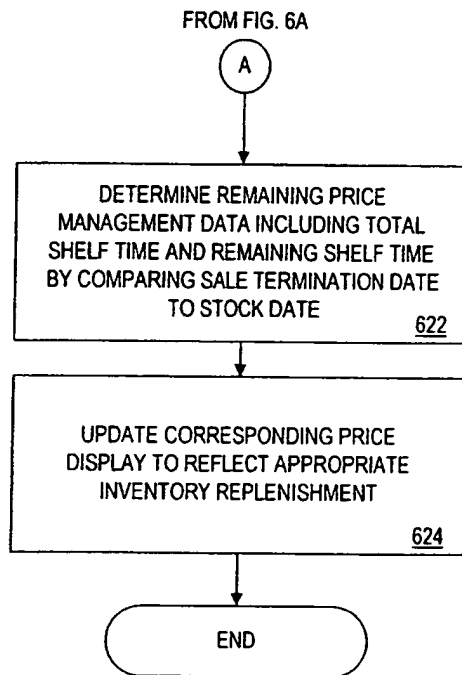 FROM FIG. 6A
A
DETERMINE REMAINING PRICE
MANAGEMENT DATA INCLUDING TOTAL
SHELF TIME AND REMAINING SHELF TIME
BY COMPARING SALE TERMINATION DATE
TO STOCK DATE
622
UPDATE CORRESPONDING PRICE
DISPLAY TO REFLECT APPROPRIATE
INVENTORY REPLENISHMENT
624
END